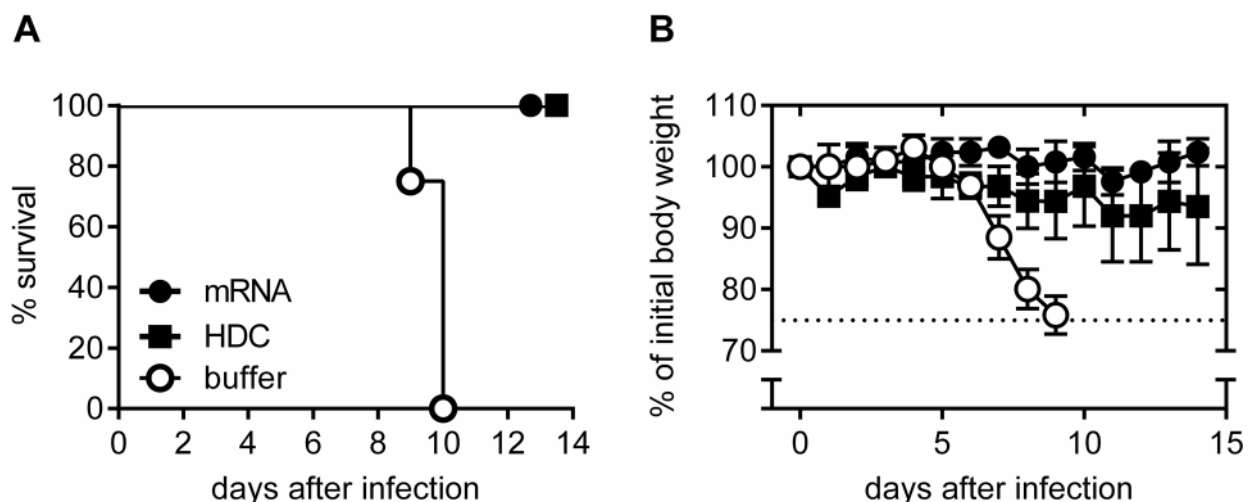 A
% survival
100
80
60
40
20
0
mRNA
HDC
buffer
0 2 4 6 8 10 12 14
days after infection
B
% of initial body weight
110
100
90
80
70
0 5 10 15
days after infection